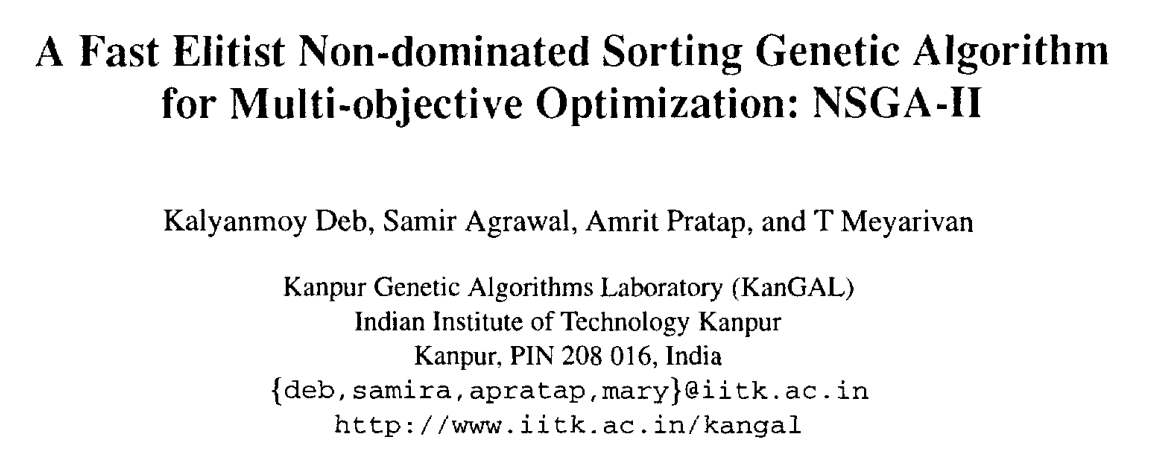 A Fast Elitist Non-dominated Sorting Genetic Algorithm
for Multi-objective Optimization: NSGA-II
Kalyanmoy Deb, Samir Agrawal, Amrit Pratap, and T Meyarivan
Kanpur Genetic Algorithms Laboratory (KanGAL)
Indian Institute of Technology Kanpur
Kanpur, PIN 208 016, India
{deb,samira,apratap,mary}@iitk.ac.in
http://www.iitk.ac.in/kangal